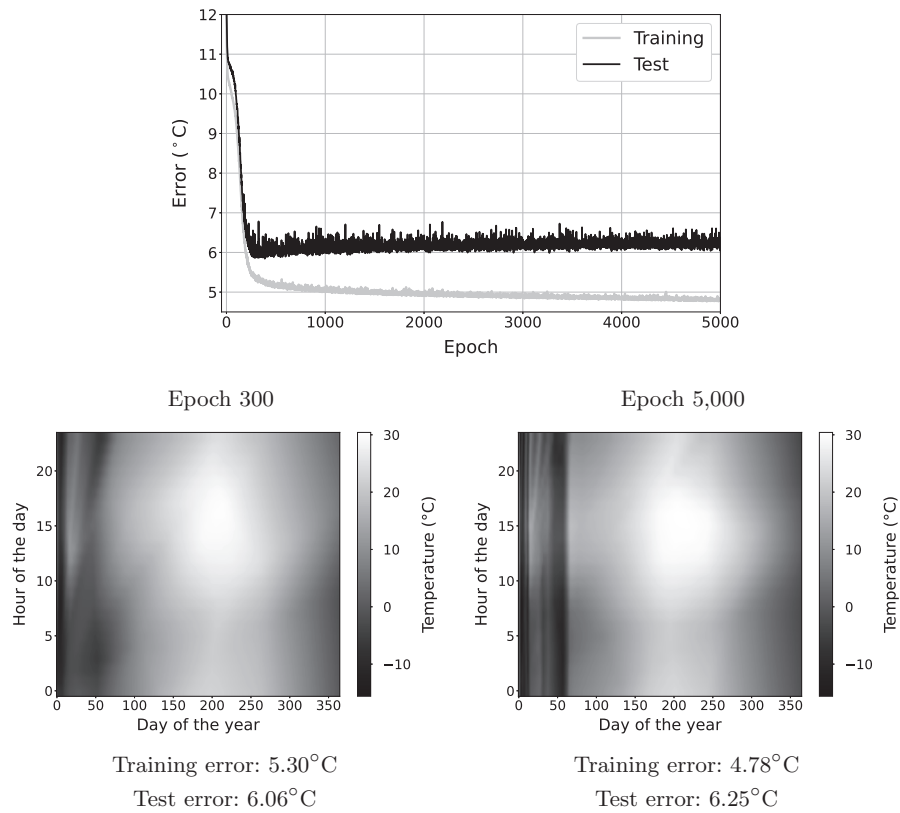 12
11
10
9
8
7
6
5
Error (°C)
Training
Test
0 1000 2000 3000 4000 5000
Epoch
Epoch 300
Epoch 5,000
20
15
10
5
0
Hour of the day
0 50 100 150 200 250 300 350
Day of the year
30
20
10
0
−10
Temperature (°C)
20
15
10
5
0
Hour of the day
0 50 100 150 200 250 300 350
Day of the year
30
20
10
0
−10
Temperature (°C)
Training error: 5.30°C
Test error: 6.06°C
Training error: 4.78°C
Test error: 6.25°C